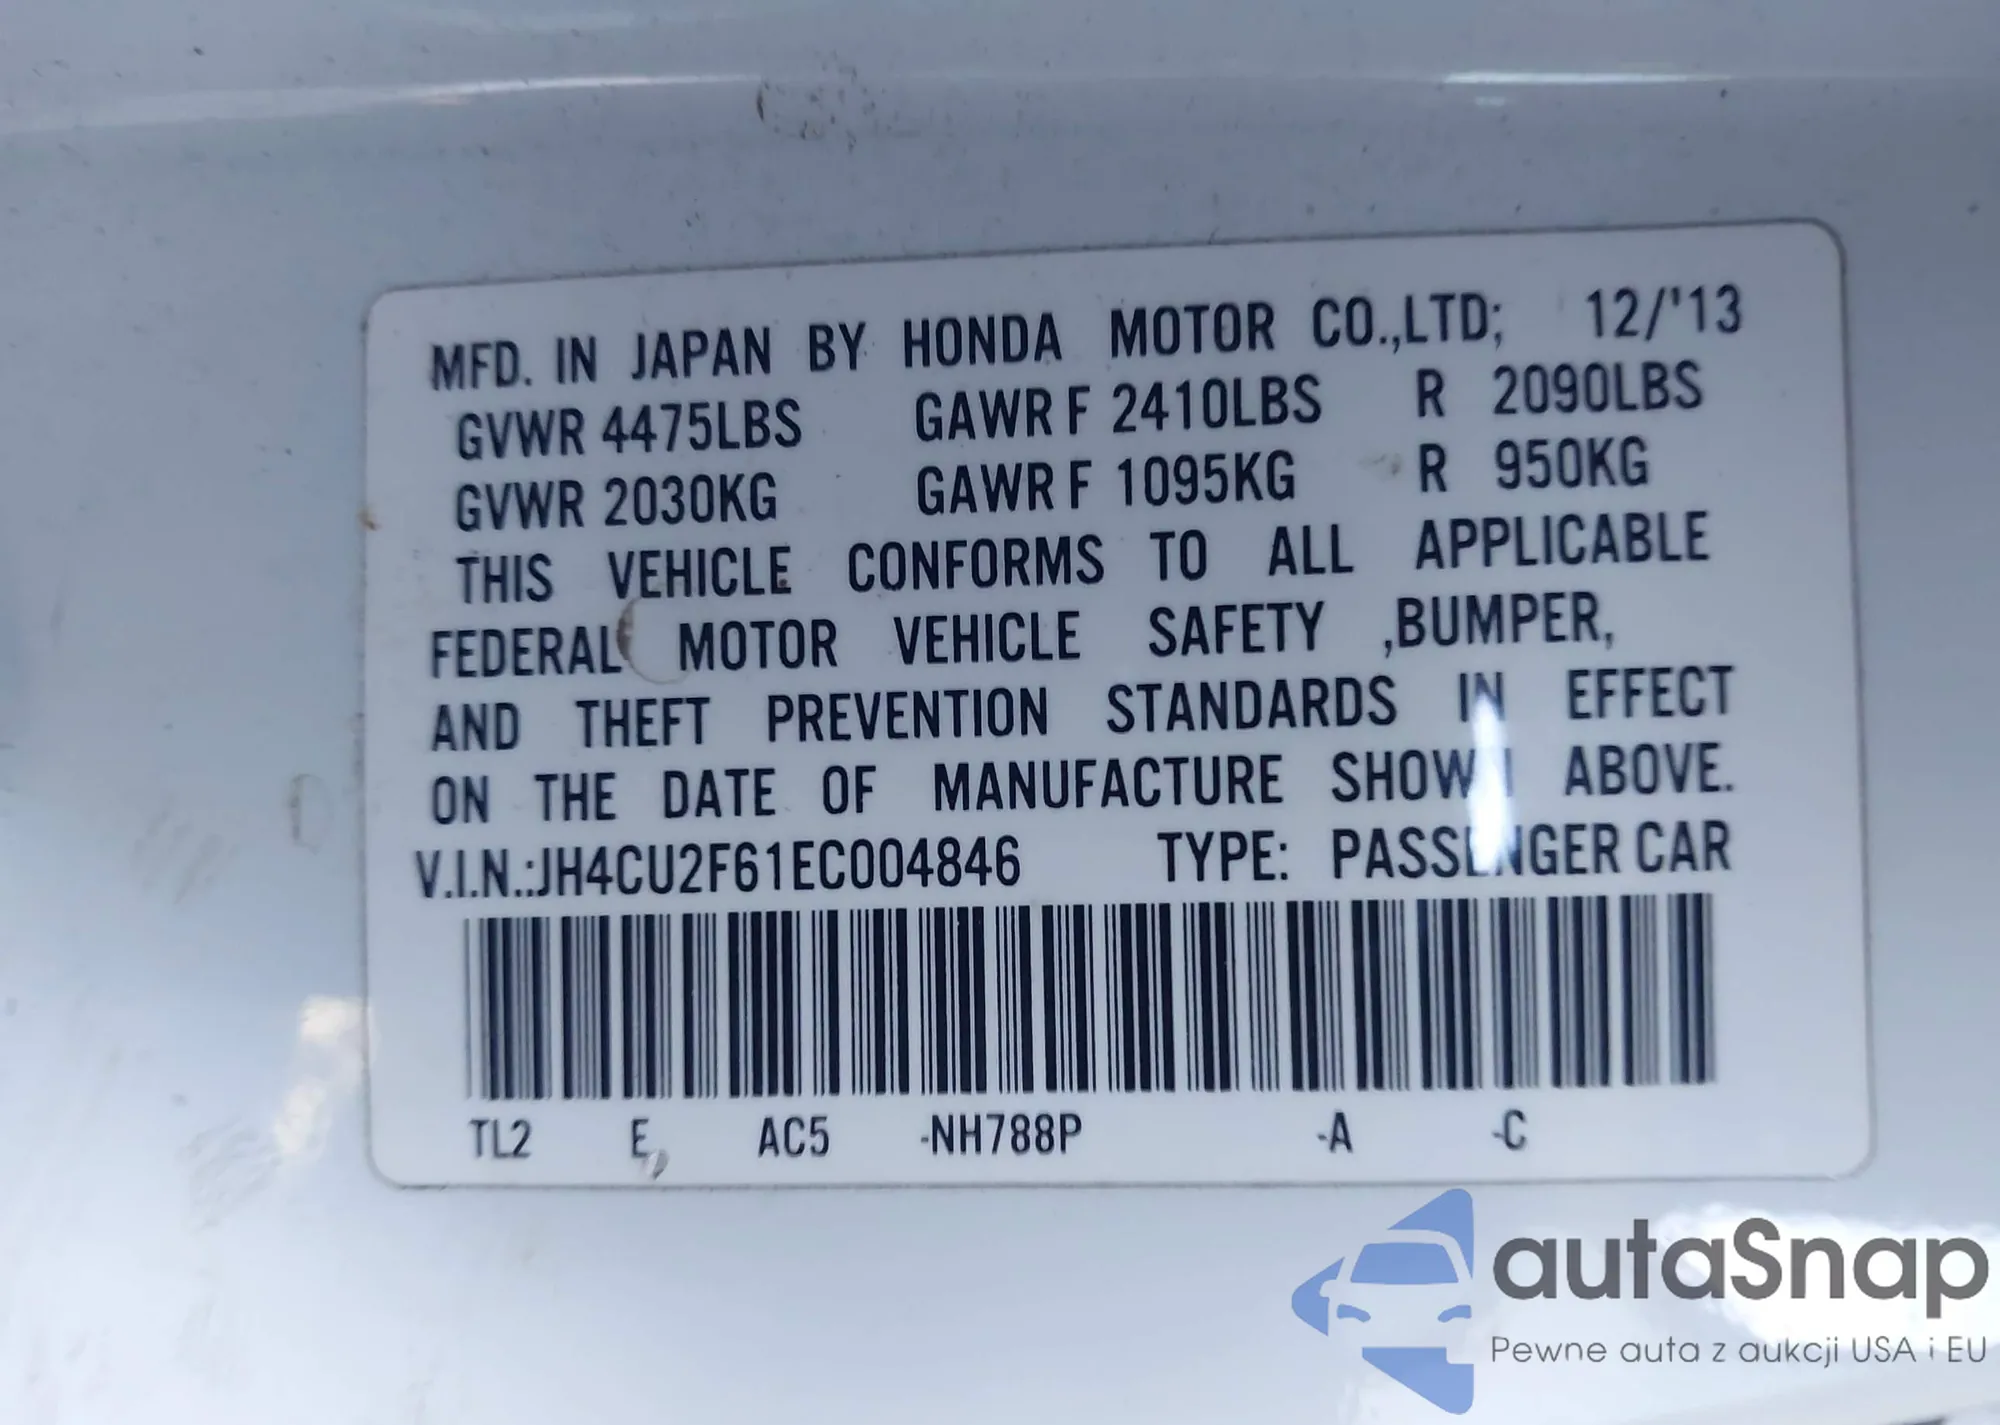 MFD. IN JAPAN BY HONDA MOTOR CO.,LTD; 12/'13
GVWR 4475LBS GAWR F 2410LBS R 2090LBS
GVWR 2030KG GAWR F 1095KG R 950KG
THIS VEHICLE CONFORMS TO ALL APPLICABLE
FEDERAL MOTOR VEHICLE SAFETY ,BUMPER,
AND THEFT PREVENTION STANDARDS IN EFFECT
ON THE DATE OF MANUFACTURE SHOWN ABOVE.
V.I.N.:JH4CU2F61EC004846 TYPE: PASSENGER CAR
TL2 E AC5 -NH788P -A -C
autaSnap
Pewne auta z aukcji USA i EU